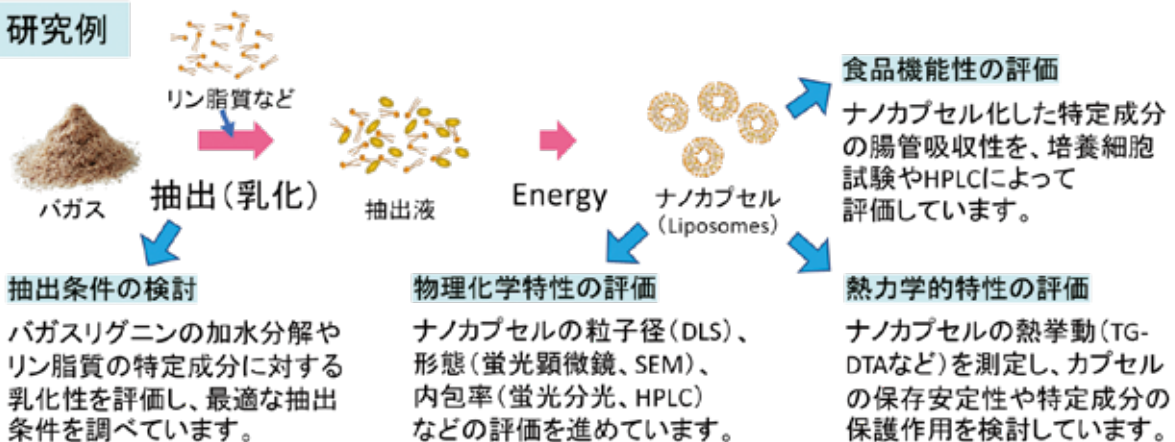 研究例
リン脂質など
バガス
抽出(乳化)
抽出液
Energy
ナノカプセル
(Liposomes)
食品機能性の評価
ナノカプセル化した特定成分
の腸管吸収性を、培養細胞
試験やHPLCによって
評価しています。
抽出条件の検討
バガスリグニンの加水分解や
リン脂質の特定成分に対する
乳化性を評価し、最適な抽出
条件を調べています。
物理化学特性の評価
ナノカプセルの粒子径(DLS)、
形態(蛍光顕微鏡、SEM)、
内包率(蛍光分光、HPLC)
などの評価を進めています。
熱力学的特性の評価
ナノカプセルの熱挙動(TG-
DTAなど)を測定し、カプセル
の保存安定性や特定成分の
保護作用を検討しています。